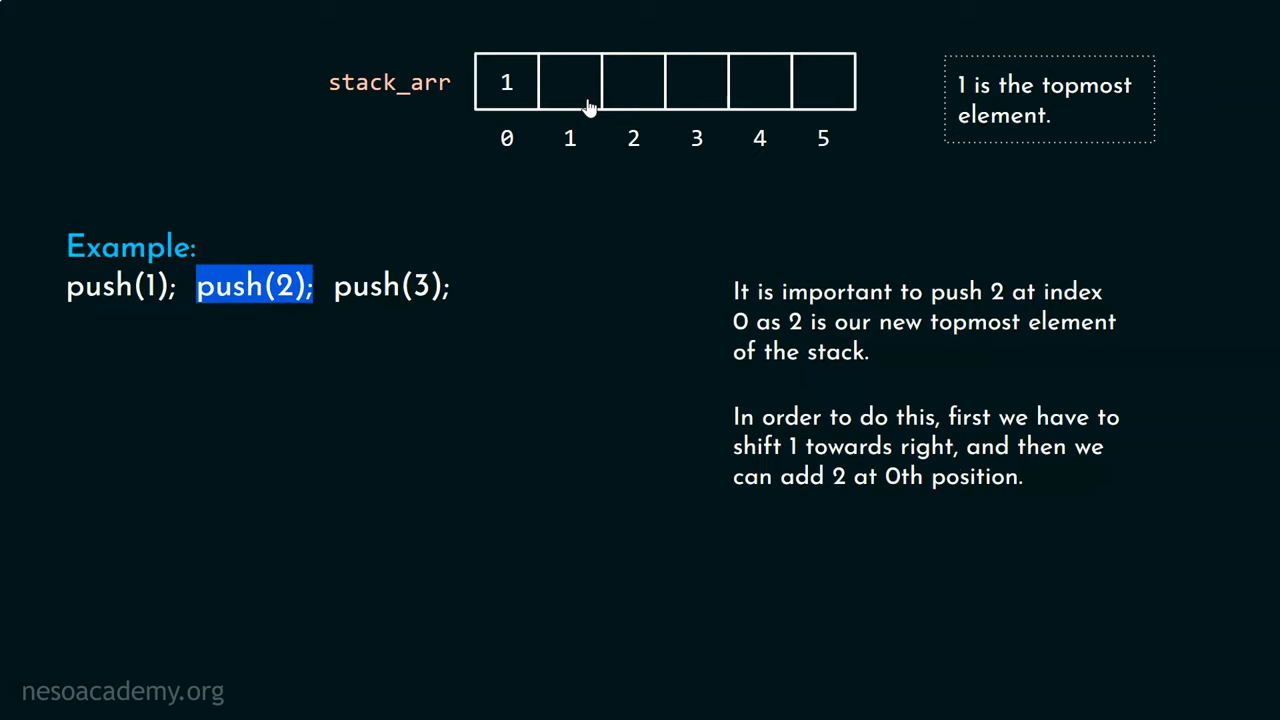 stack_arr
1
0 1 2 3 4 5
1 is the topmost
element.
Example:
push(1); push(2); push(3);
It is important to push 2 at index
0 as 2 is our new topmost element
of the stack.
In order to do this, first we have to
shift 1 towards right, and then we
can add 2 at 0th position.
nesoacademy.org